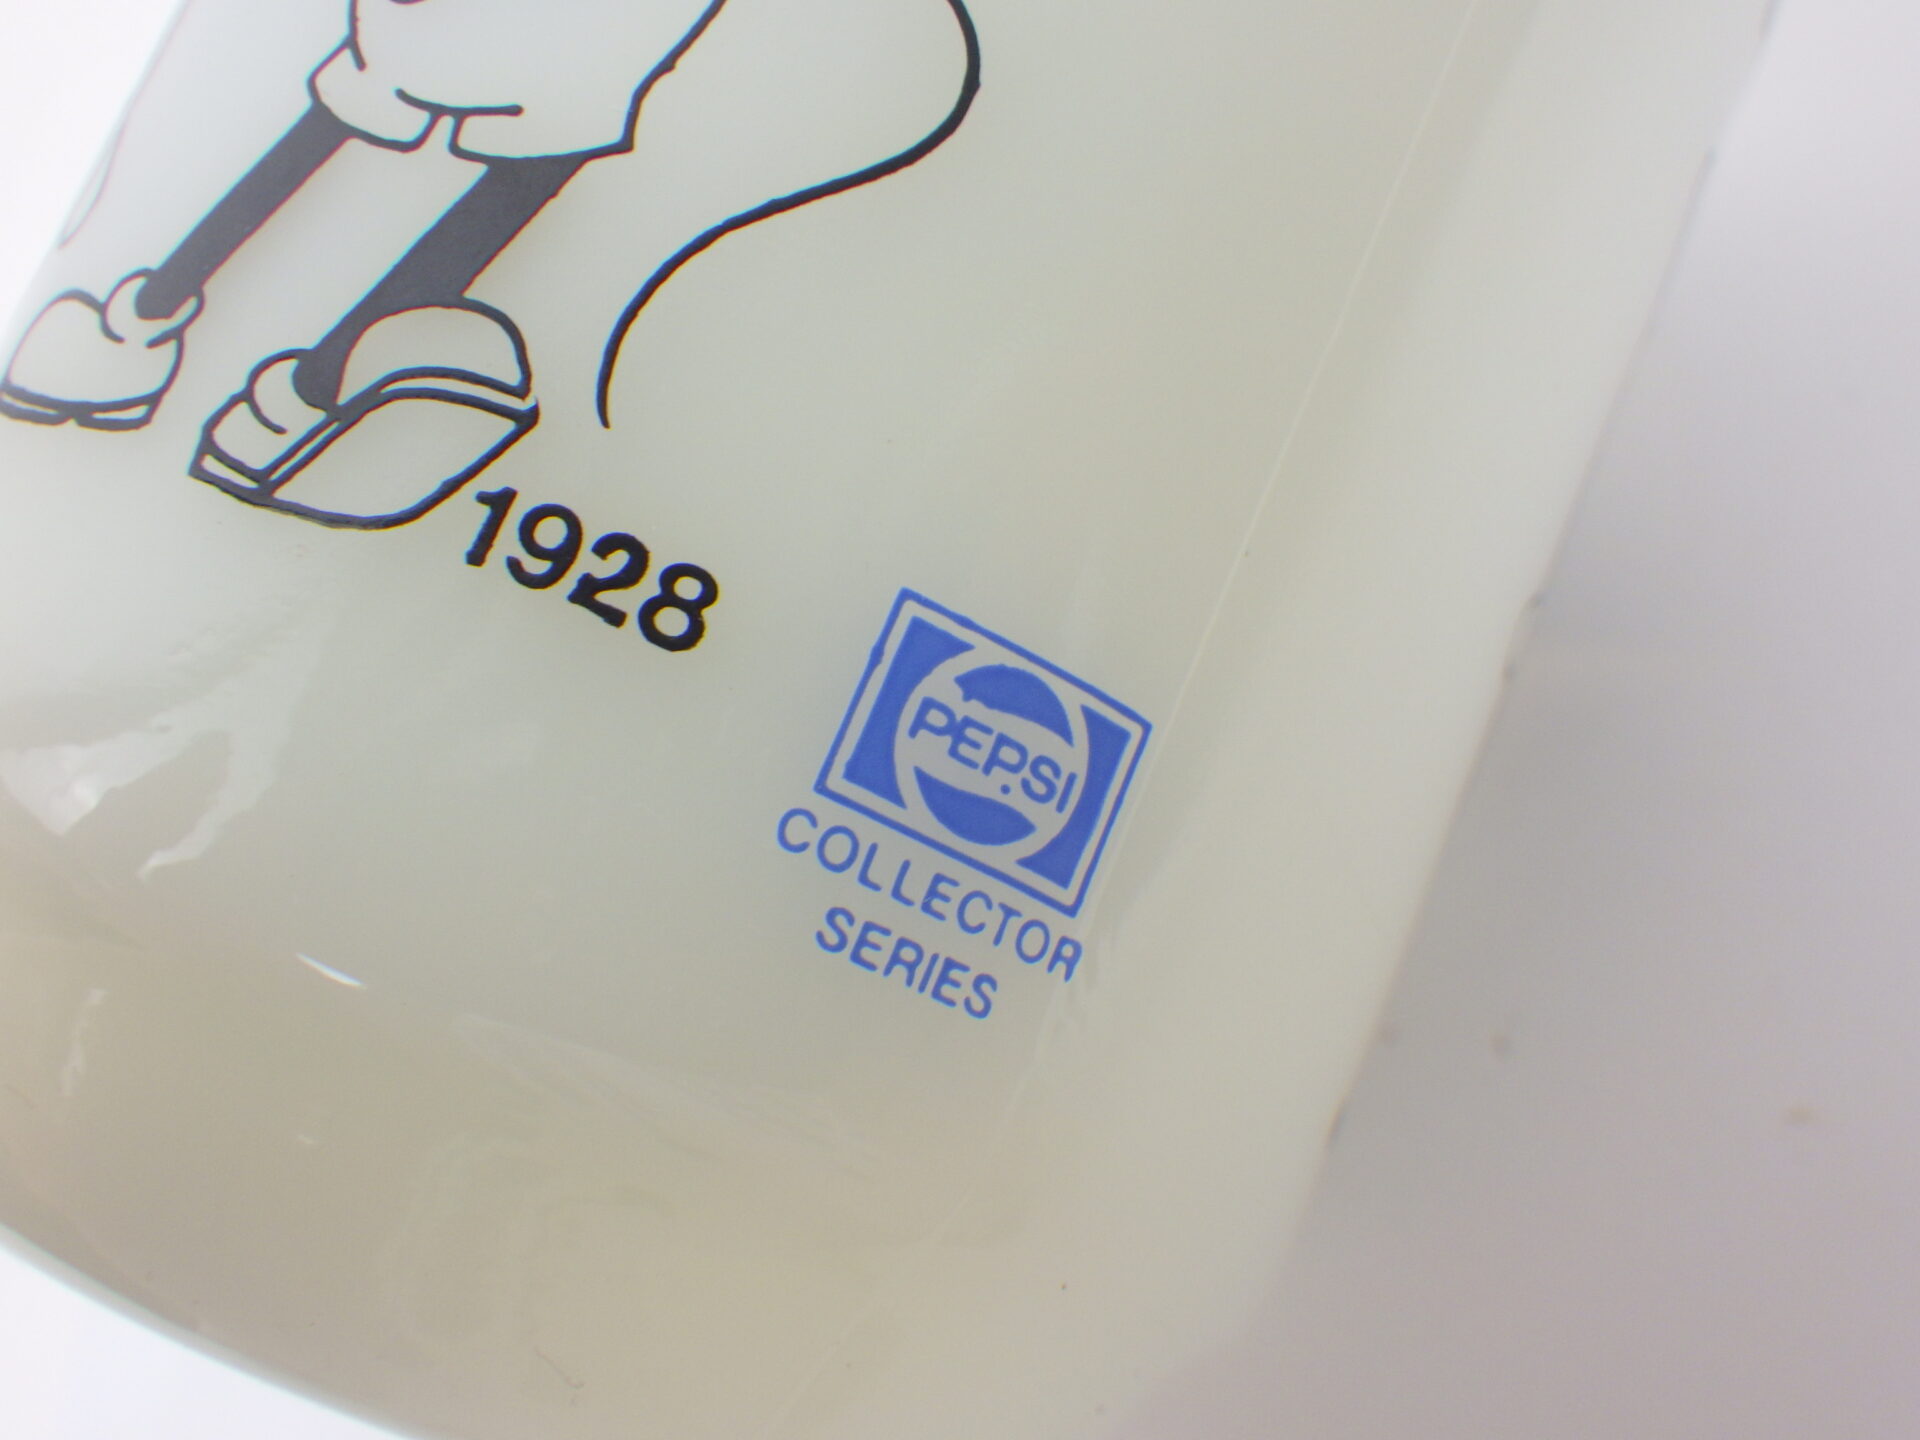 1928
PEPSI
COLLECTOR
SERIES